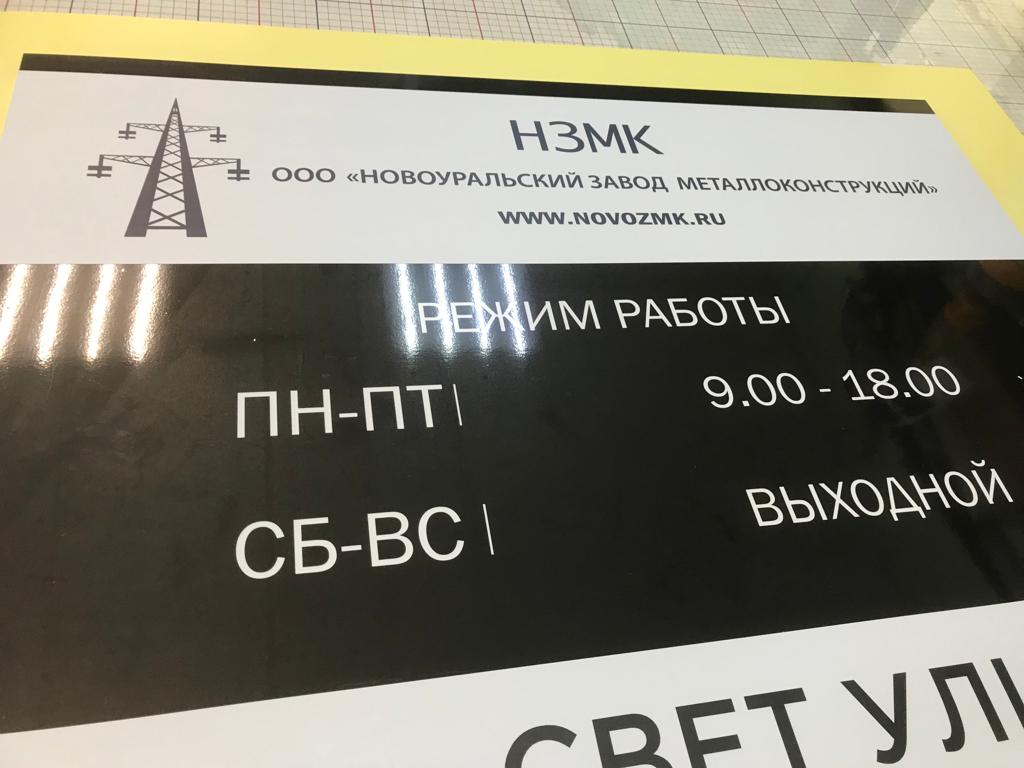 НЗМК
ООО «НОВОУРАЛЬСКИЙ ЗАВОД МЕТАЛЛОКОНСТРУКЦИЙ»
WWW.NOVOZMK.RU
РЕЖИМ РАБОТЫ
ПН-ПТ| 9.00 - 18.00
СБ-ВС | ВЫХОДНОЙ
СВЕТ